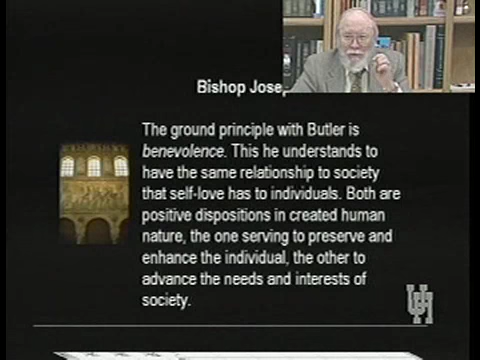 Bishop Josep
The ground principle with Butler is
benevolence. This he understands to
have the same relationship to society
that self-love has to individuals. Both are
positive dispositions in created human
nature, the one serving to preserve and
enhance the individual, the other to
advance the needs and interests of
society.
UH